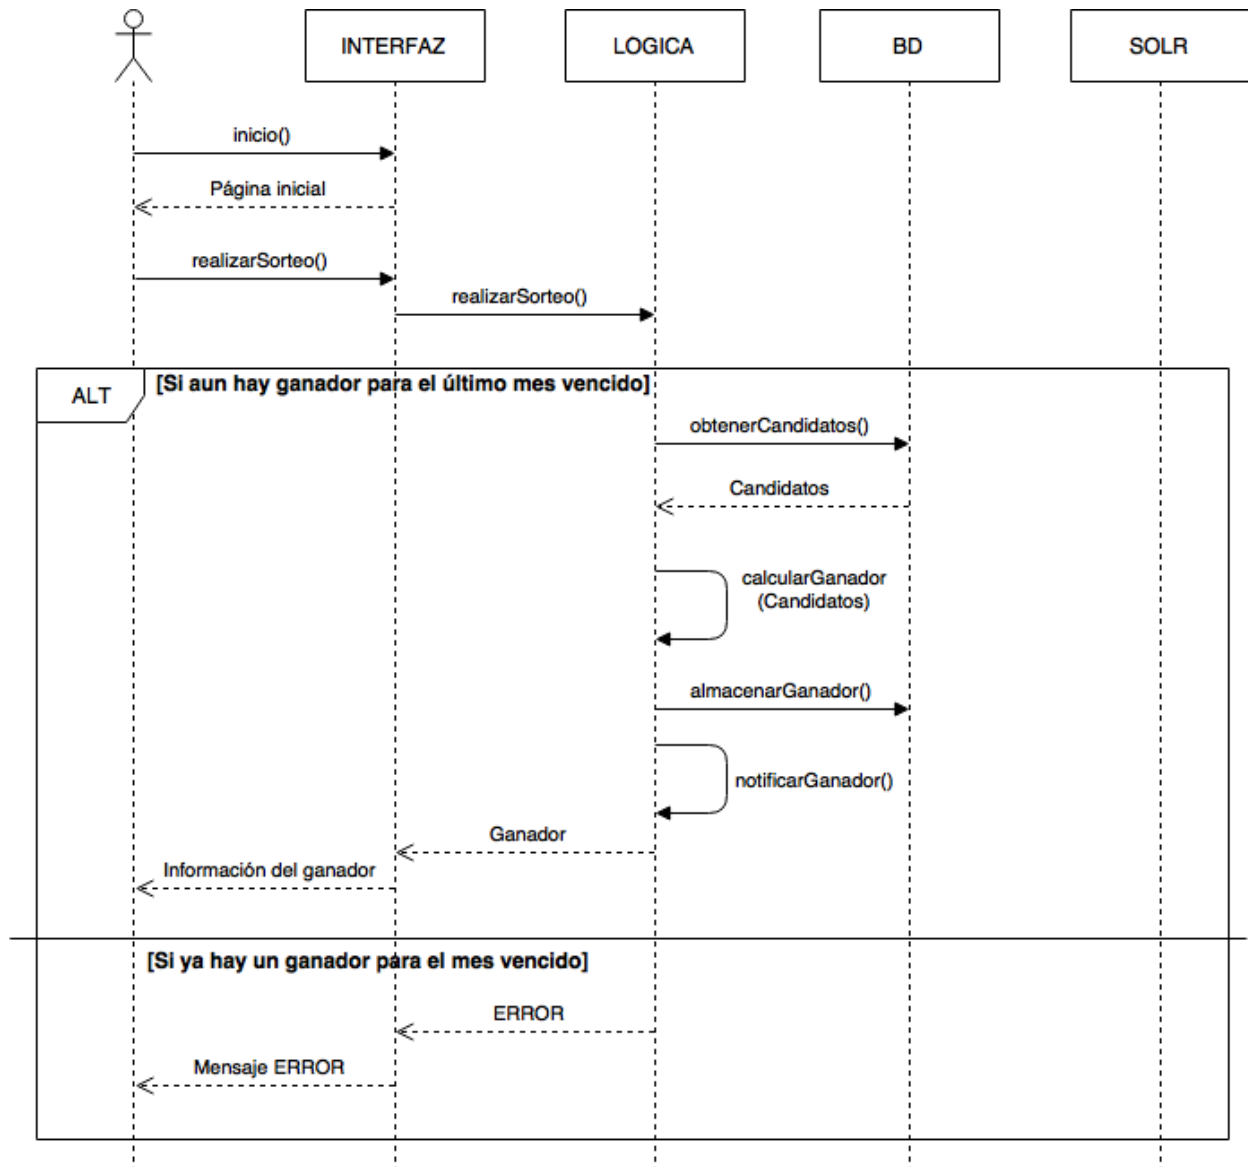 INTERFAZ
LOGICA
BD
SOLR
inicio()
Página inicial
realizarSorteo()
realizarSorteo()
ALT
[Si aun hay ganador para el último mes vencido]
obtenerCandidatos()
Candidatos
calcularGanador
(Candidatos)
almacenarGanador()
notificarGanador()
Ganador
Información del ganador
[Si ya hay un ganador para el mes vencido]
ERROR
Mensaje ERROR